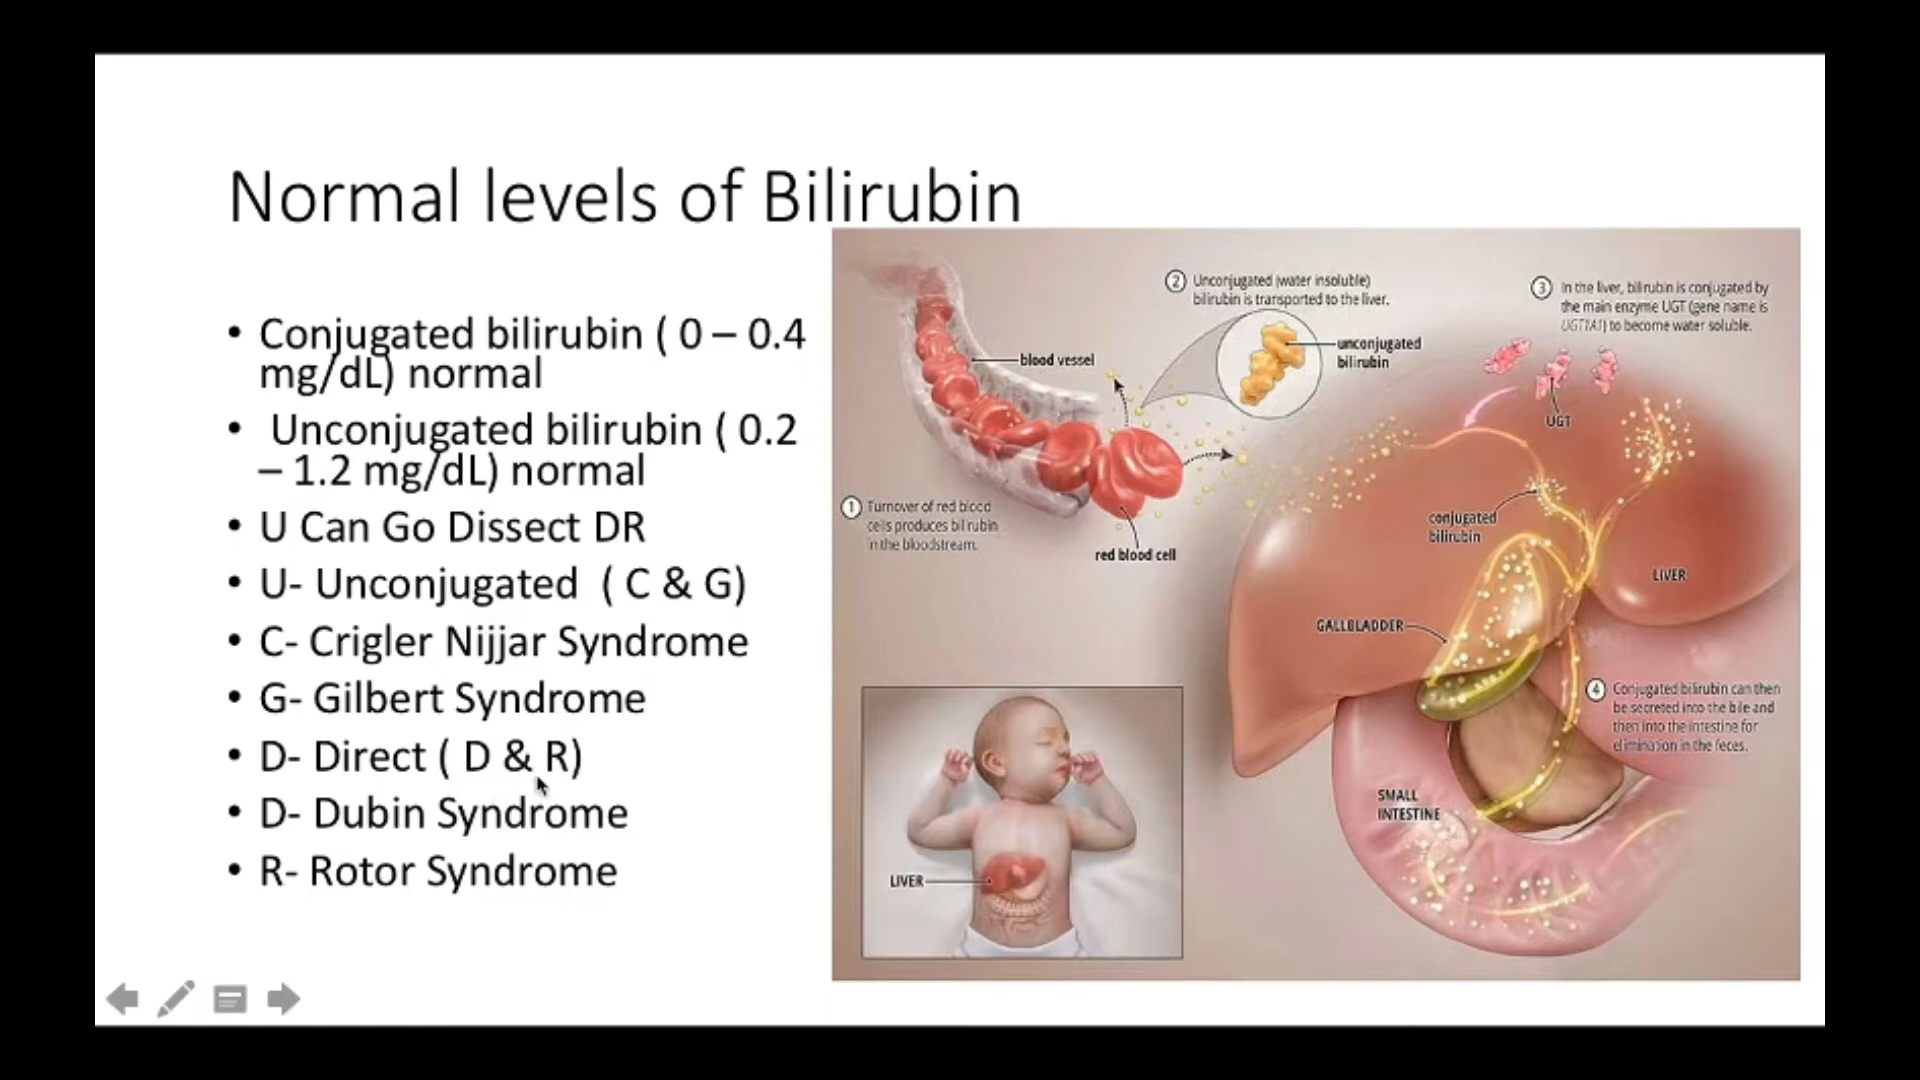 Normal levels of Bilirubin
• Conjugated bilirubin ( 0 – 0.4
mg/dL) normal
• Unconjugated bilirubin ( 0.2
– 1.2 mg/dL) normal
• U Can Go Dissect DR
• U- Unconjugated ( C & G)
• C- Crigler Nijjar Syndrome
• G- Gilbert Syndrome
• D- Direct ( D & R)
• D- Dubin Syndrome
• R- Rotor Syndrome
1 Turnover of red blood
cells produces bilirubin
in the bloodstream.
blood vessel
red blood cell
2 Unconjugated (water insoluble)
bilirubin is transported to the liver.
unconjugated
bilirubin
3 In the liver, bilirubin is conjugated by
the main enzyme UGT (gene name is
UGT1A1) to become water soluble.
UGT
conjugated
bilirubin
LIVER
GALLBLADDER
4 Conjugated bilirubin can then
be secreted into the bile and
then into the intestine for
elimination in the feces.
SMALL
INTESTINE
LIVER